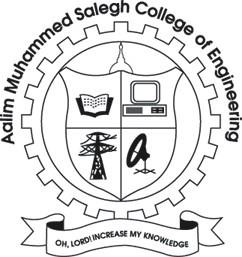 Aalim Muhammed Salegh College of Engineering
OH, LORD! INCREASE MY KNOWLEDGE